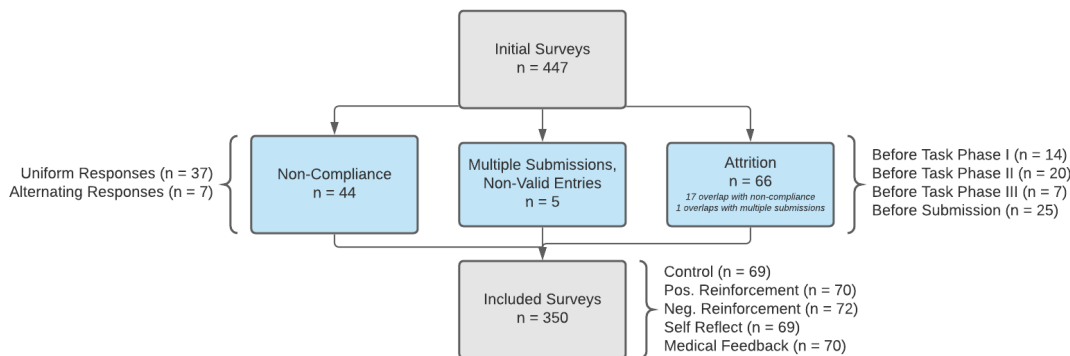 Initial Surveys
n = 447
Uniform Responses (n = 37)
Alternating Responses (n = 7)
Non-Compliance
n = 44
Multiple Submissions,
Non-Valid Entries
n = 5
Attrition
n = 66
17 overlap with non-compliance
1 overlaps with multiple submissions
Before Task Phase I (n = 14)
Before Task Phase II (n = 20)
Before Task Phase III (n = 7)
Before Submission (n = 25)
Included Surveys
n = 350
Control (n = 69)
Pos. Reinforcement (n = 70)
Neg. Reinforcement (n = 72)
Self Reflect (n = 69)
Medical Feedback (n = 70)